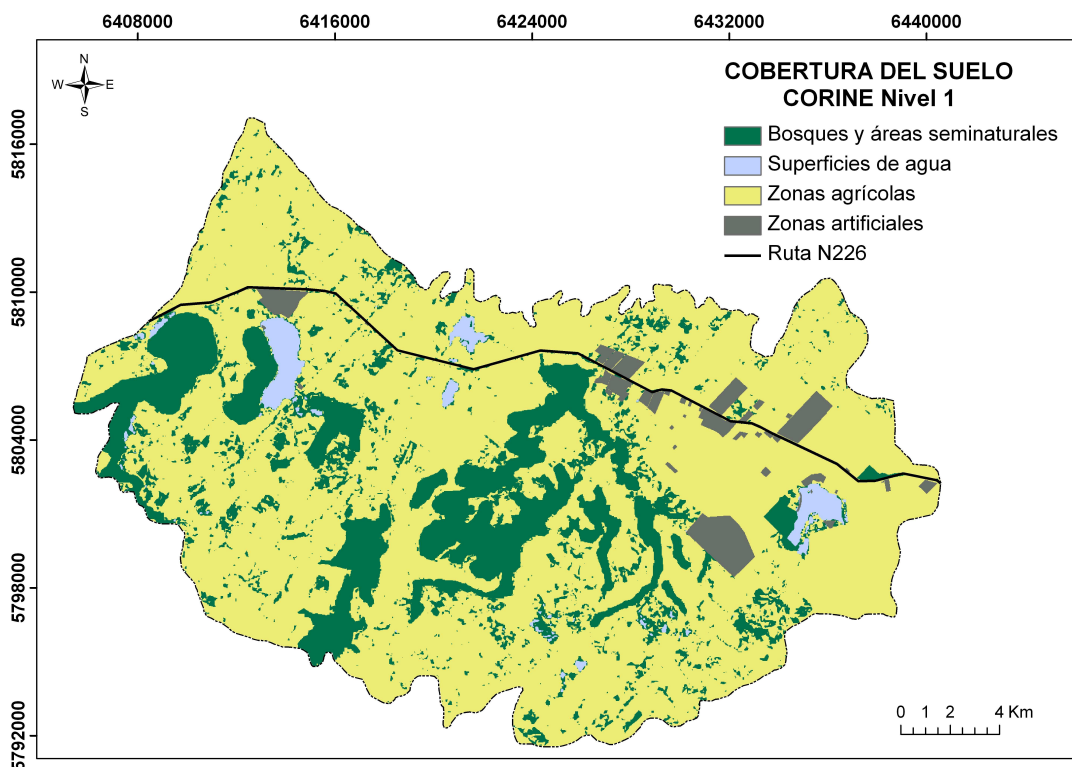 6408000 6416000 6424000 6432000 6440000
N
W E
S
COBERTURA DEL SUELO
CORINE Nivel 1
Bosques y áreas seminaturales
Superficies de agua
Zonas agrícolas
Zonas artificiales
Ruta N226
5816000
5810000
5804000
5798000
5792000
0 1 2 4 Km